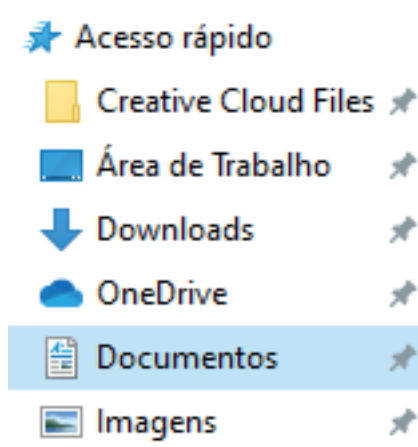 Acesso rápido
Creative Cloud Files
Área de Trabalho
Downloads
OneDrive
Documentos
Imagens